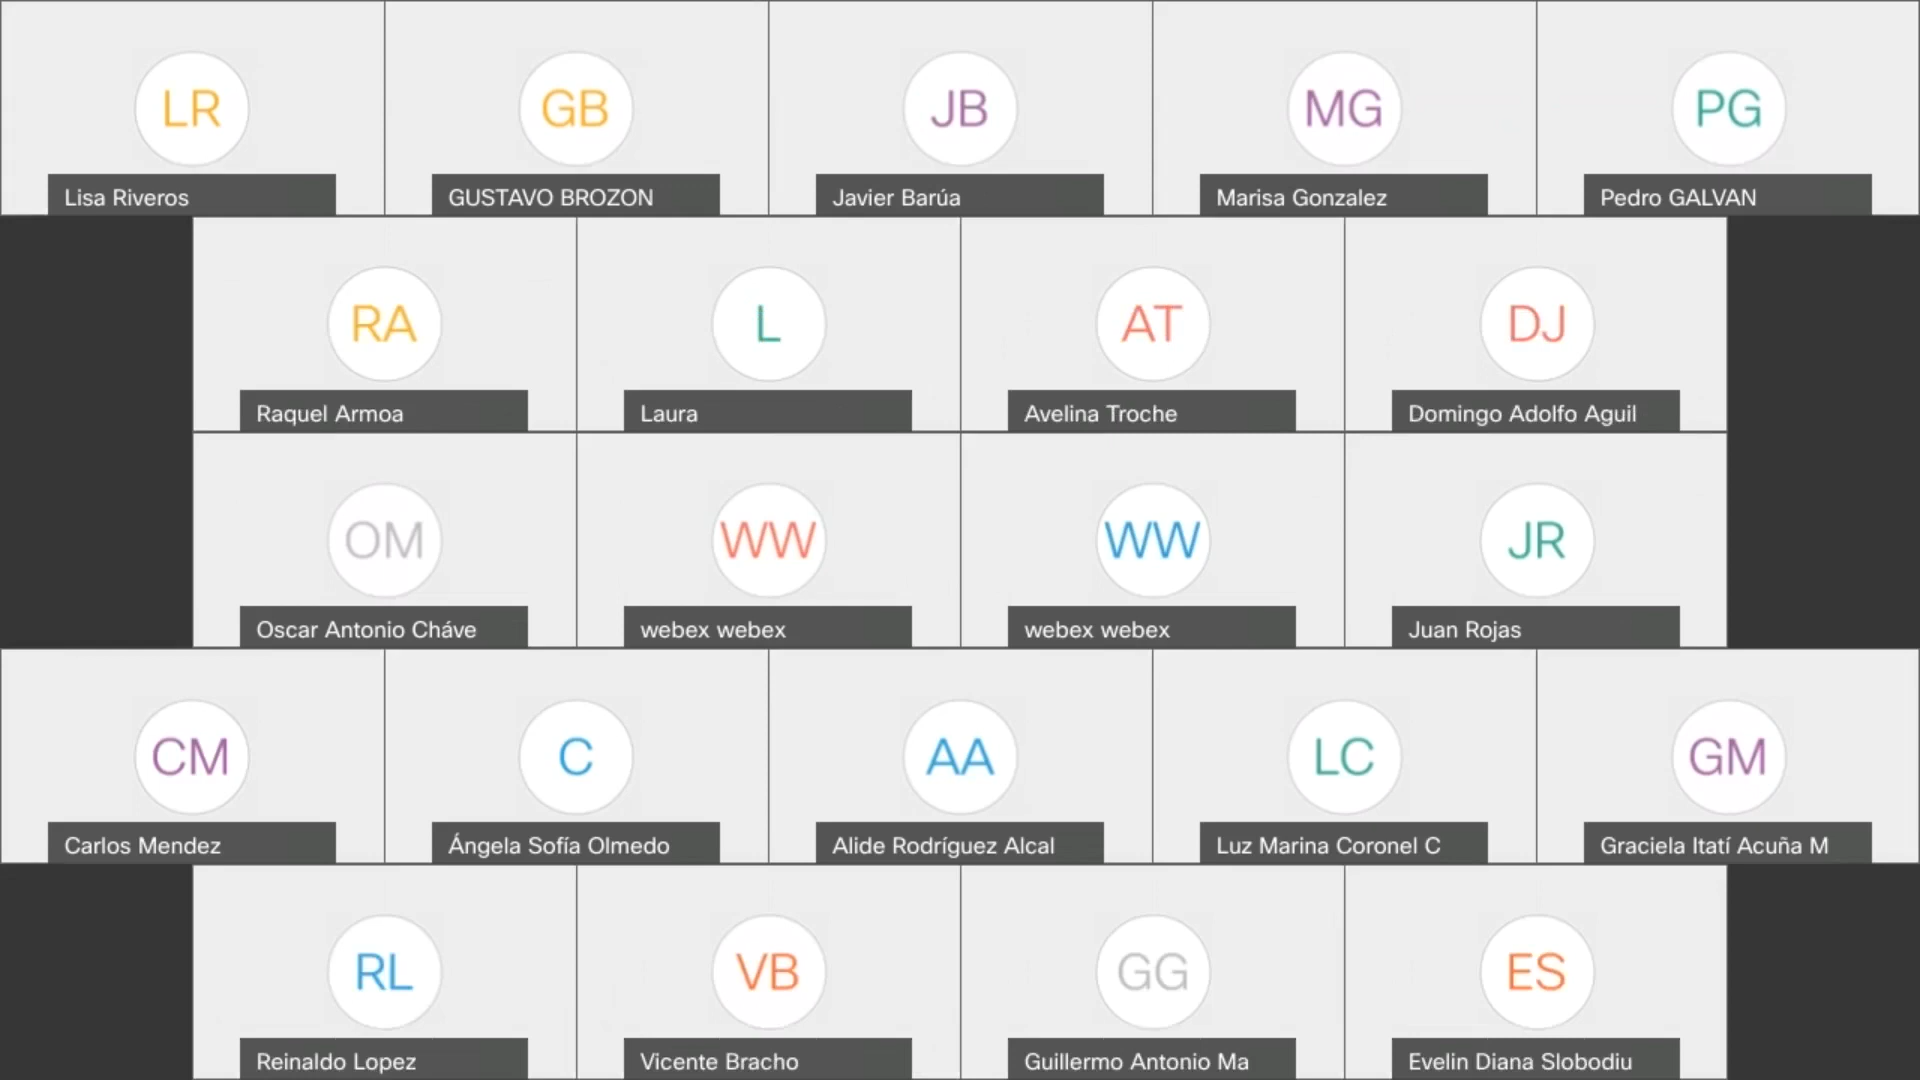 LR
GB
JB
MG
PG
Lisa Riveros
GUSTAVO BROZON
Javier Barúa
Marisa Gonzalez
Pedro GALVAN
RA
L
AT
DJ
Raquel Armoa
Laura
Avelina Troche
Domingo Adolfo Aguil
OM
WW
WW
JR
Oscar Antonio Cháve
webex webex
webex webex
Juan Rojas
CM
C
AA
LC
GM
Carlos Mendez
Ángela Sofía Olmedo
Alide Rodríguez Alcal
Luz Marina Coronel C
Graciela Itatí Acuña M
RL
VB
GG
ES
Reinaldo Lopez
Vicente Bracho
Guillermo Antonio Ma
Evelin Diana Slobodiu